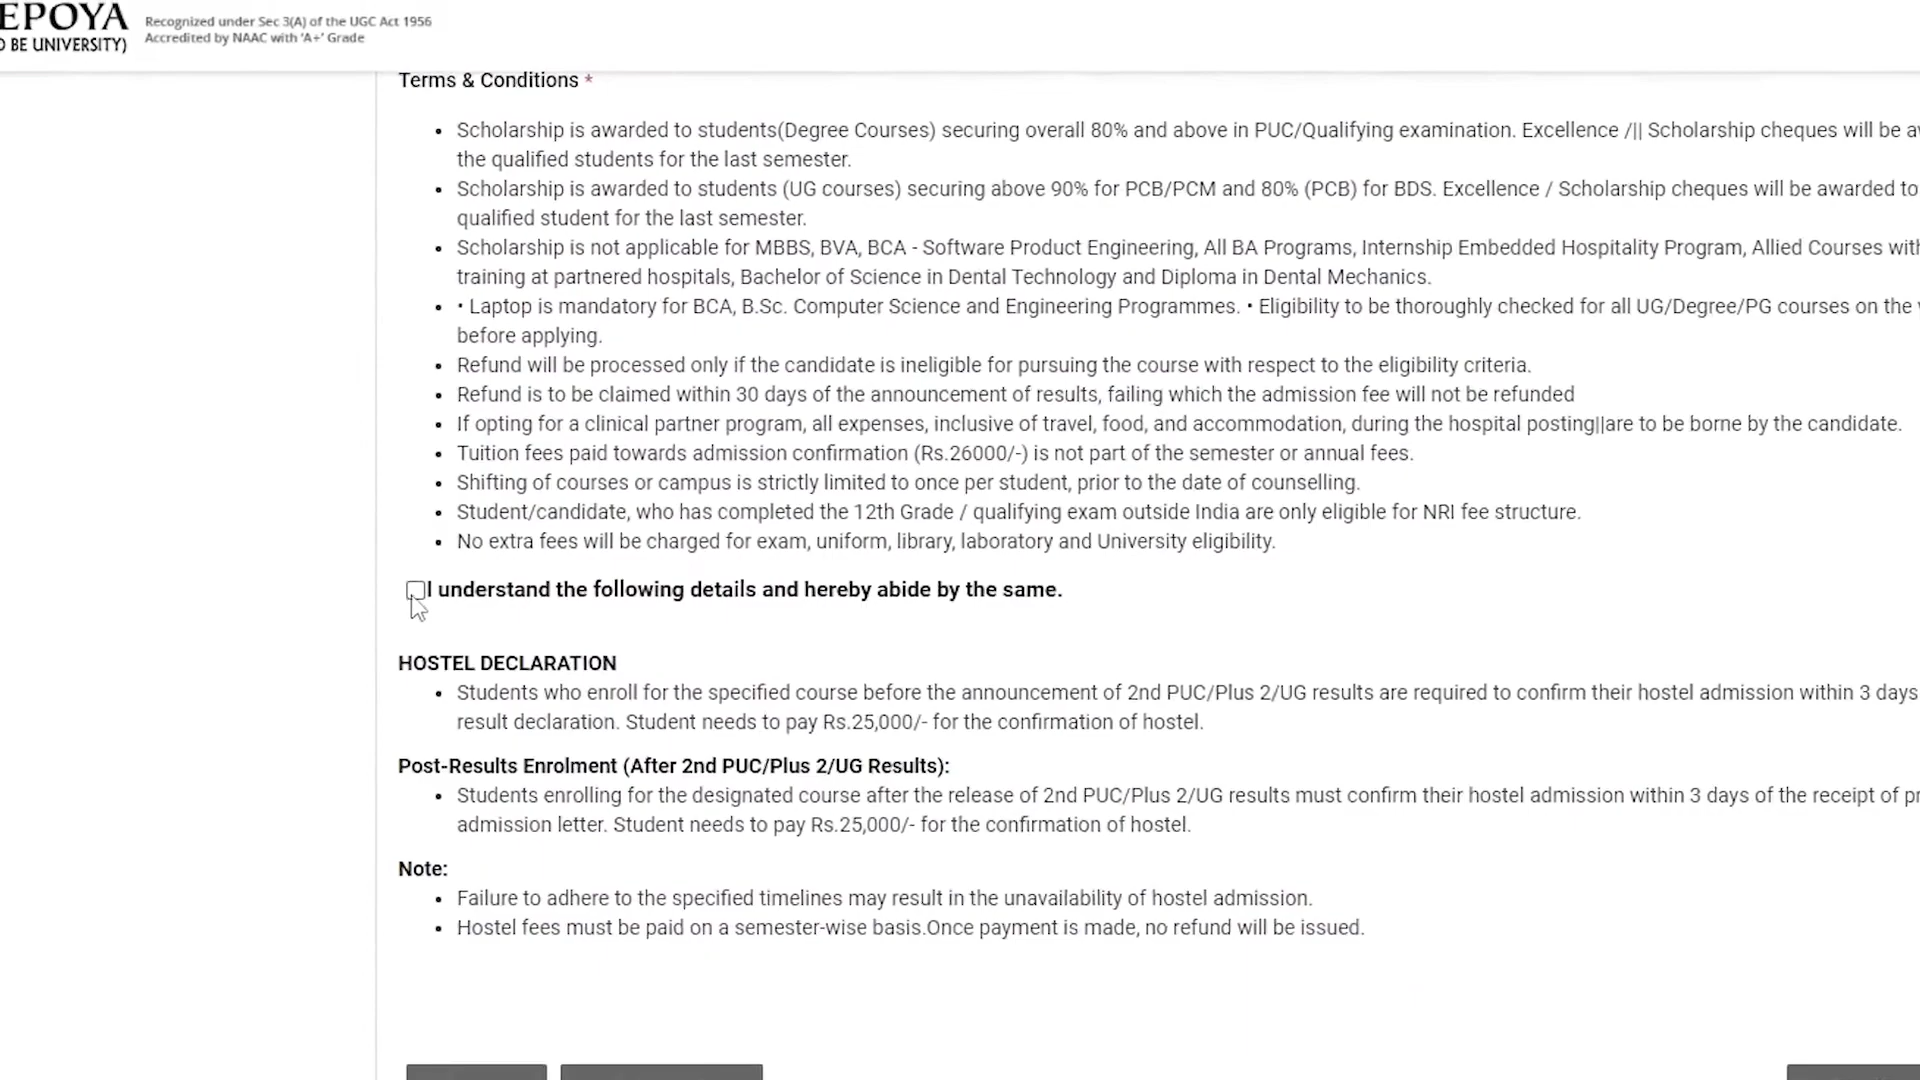 EPOYA
BE UNIVERSITY)
Recognized under Sec 3(A) of the UGC Act 1956
Accredited by NAAC with 'A+' Grade
Terms & Conditions *
• Scholarship is awarded to students(Degree Courses) securing overall 80% and above in PUC/Qualifying examination. Excellence /|| Scholarship cheques will be
the qualified students for the last semester.
• Scholarship is awarded to students (UG courses) securing above 90% for PCB/PCM and 80% (PCB) for BDS. Excellence / Scholarship cheques will be awarded to
qualified student for the last semester.
• Scholarship is not applicable for MBBS, BVA, BCA - Software Product Engineering, All BA Programs, Internship Embedded Hospitality Program, Allied Courses with
training at partnered hospitals, Bachelor of Science in Dental Technology and Diploma in Dental Mechanics.
• • Laptop is mandatory for BCA, B.Sc. Computer Science and Engineering Programmes. • Eligibility to be thoroughly checked for all UG/Degree/PG courses on the
before applying.
• Refund will be processed only if the candidate is ineligible for pursuing the course with respect to the eligibility criteria.
• Refund is to be claimed within 30 days of the announcement of results, failing which the admission fee will not be refunded
• If opting for a clinical partner program, all expenses, inclusive of travel, food, and accommodation, during the hospital posting||are to be borne by the candidate.
• Tuition fees paid towards admission confirmation (Rs.26000/-) is not part of the semester or annual fees.
• Shifting of courses or campus is strictly limited to once per student, prior to the date of counselling.
• Student/candidate, who has completed the 12th Grade / qualifying exam outside India are only eligible for NRI fee structure.
• No extra fees will be charged for exam, uniform, library, laboratory and University eligibility.
I understand the following details and hereby abide by the same.
HOSTEL DECLARATION
• Students who enroll for the specified course before the announcement of 2nd PUC/Plus 2/UG results are required to confirm their hostel admission within 3 days
result declaration. Student needs to pay Rs.25,000/- for the confirmation of hostel.
Post-Results Enrolment (After 2nd PUC/Plus 2/UG Results):
• Students enrolling for the designated course after the release of 2nd PUC/Plus 2/UG results must confirm their hostel admission within 3 days of the receipt of
admission letter. Student needs to pay Rs.25,000/- for the confirmation of hostel.
Note:
• Failure to adhere to the specified timelines may result in the unavailability of hostel admission.
• Hostel fees must be paid on a semester-wise basis.Once payment is made, no refund will be issued.